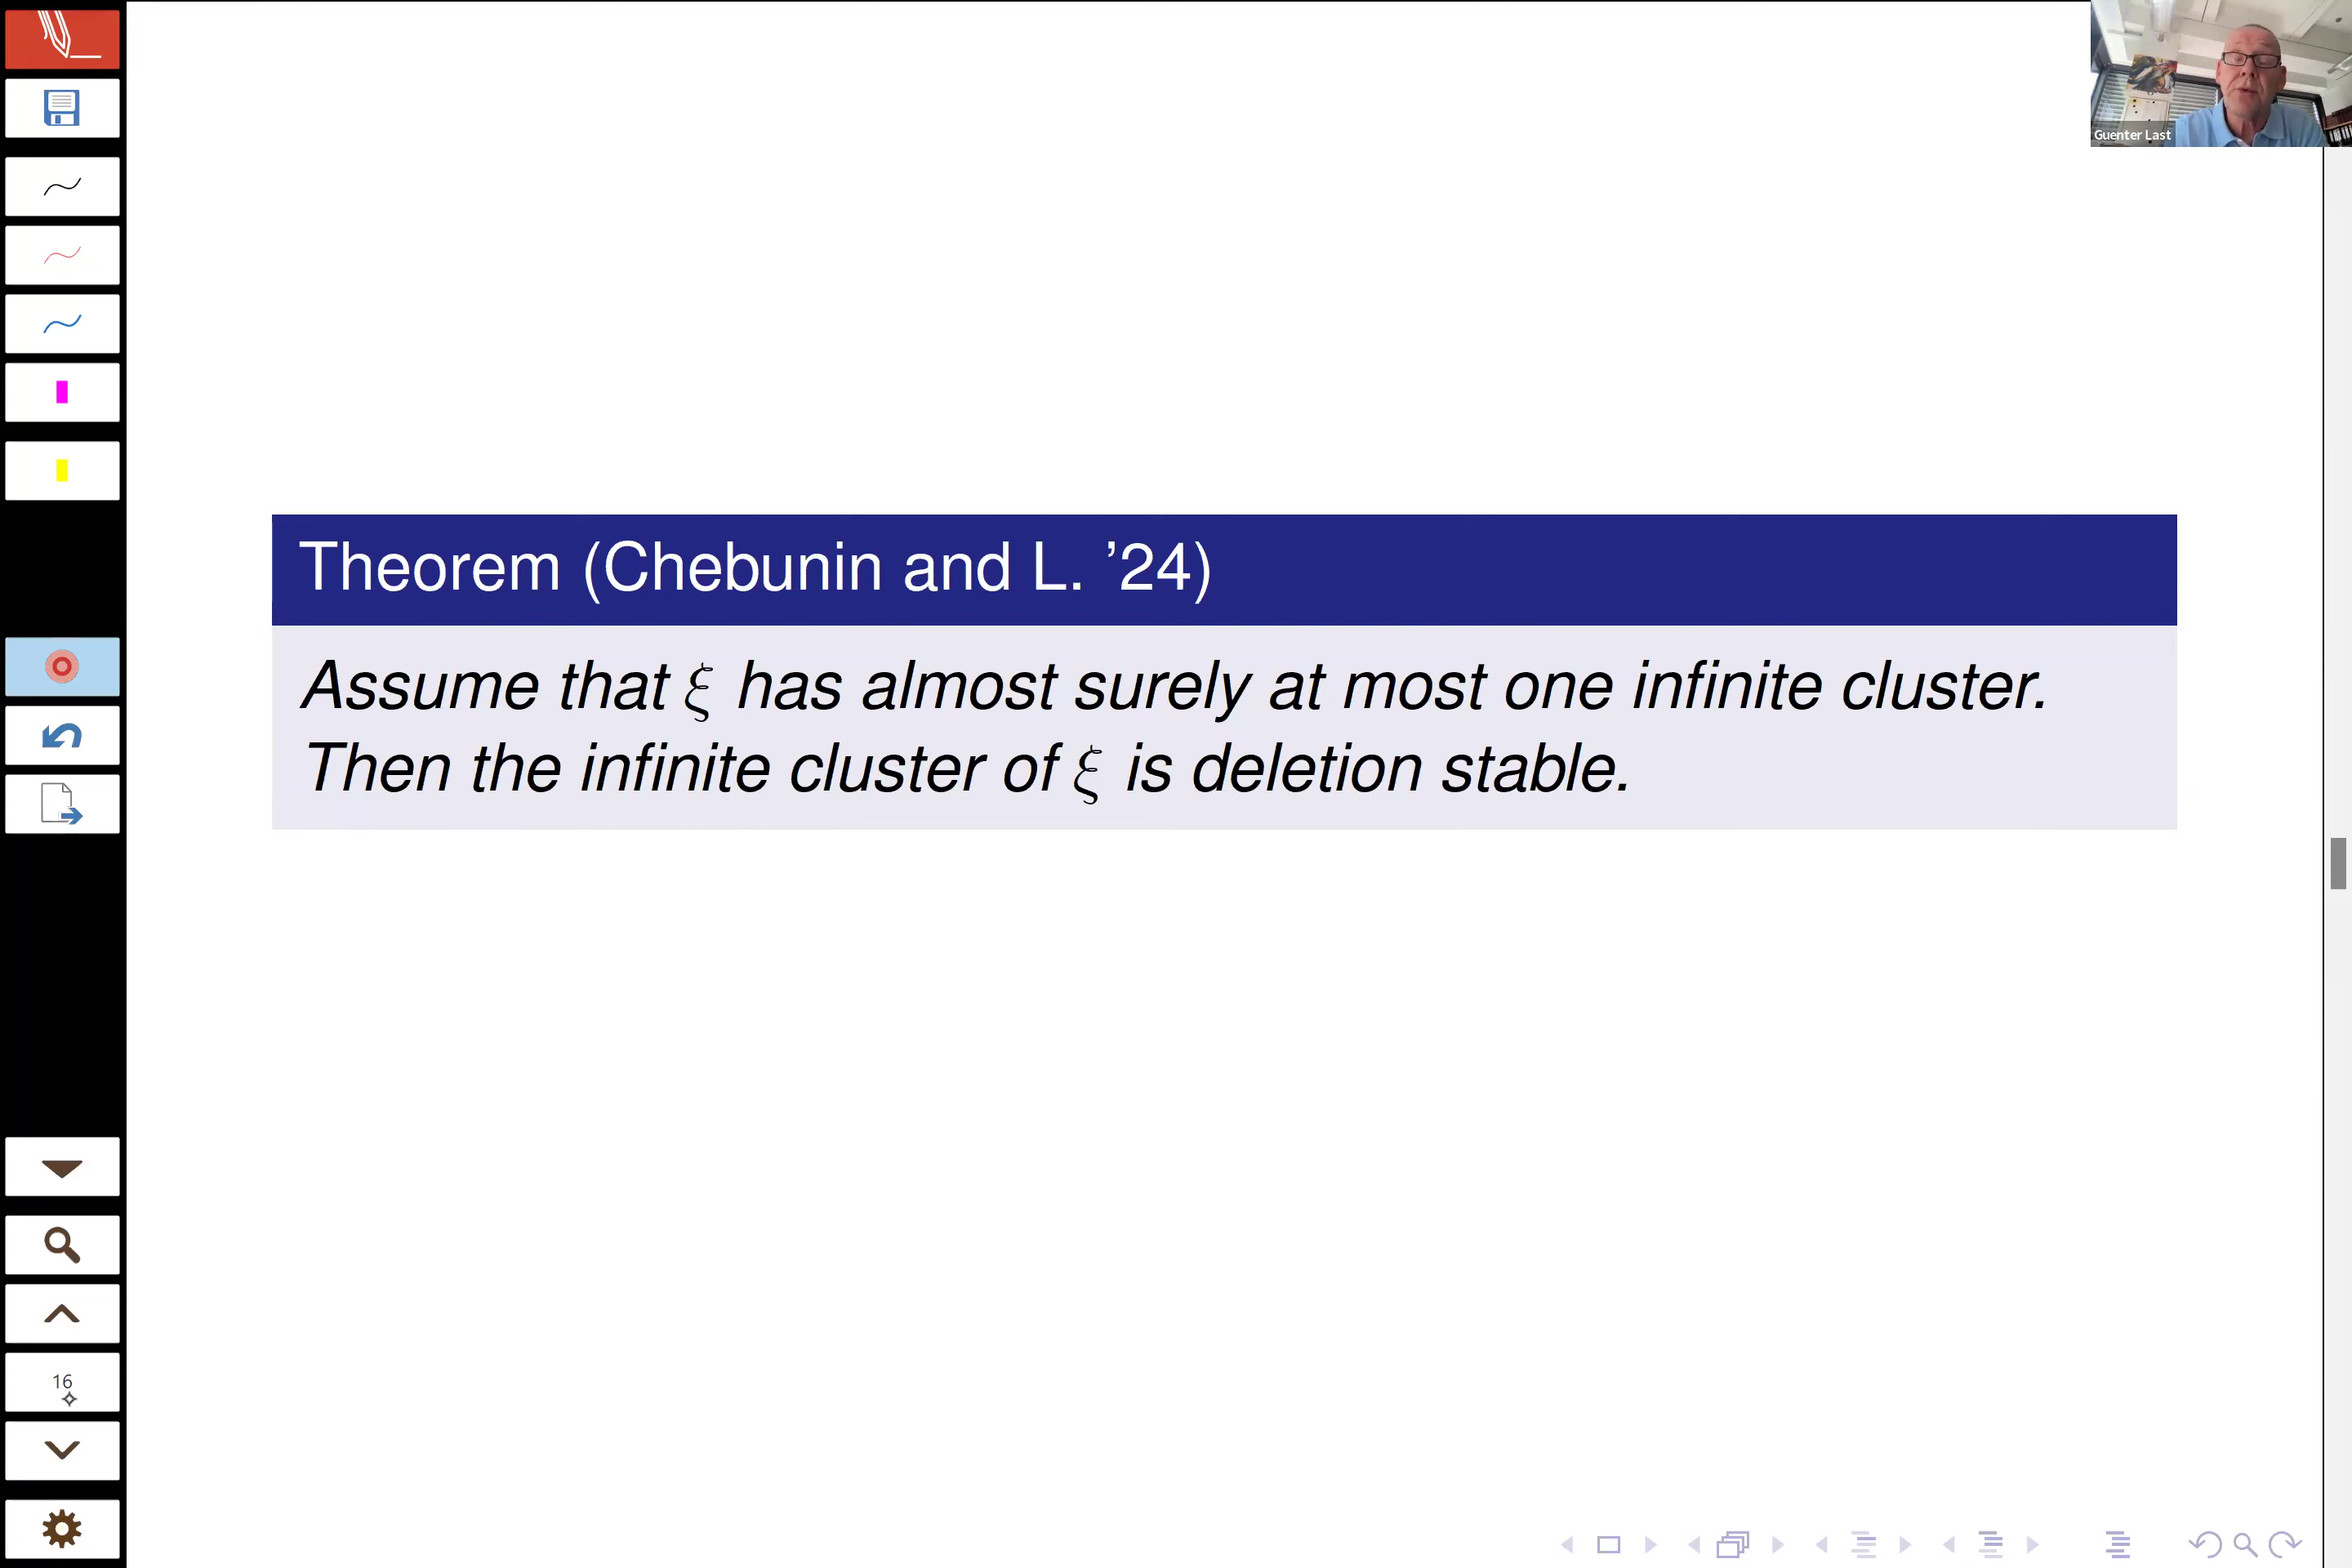 Guenter Last
Theorem (Chebunin and L. ’24)
Assume that ξ has almost surely at most one infinite cluster.
Then the infinite cluster of ξ is deletion stable.
16